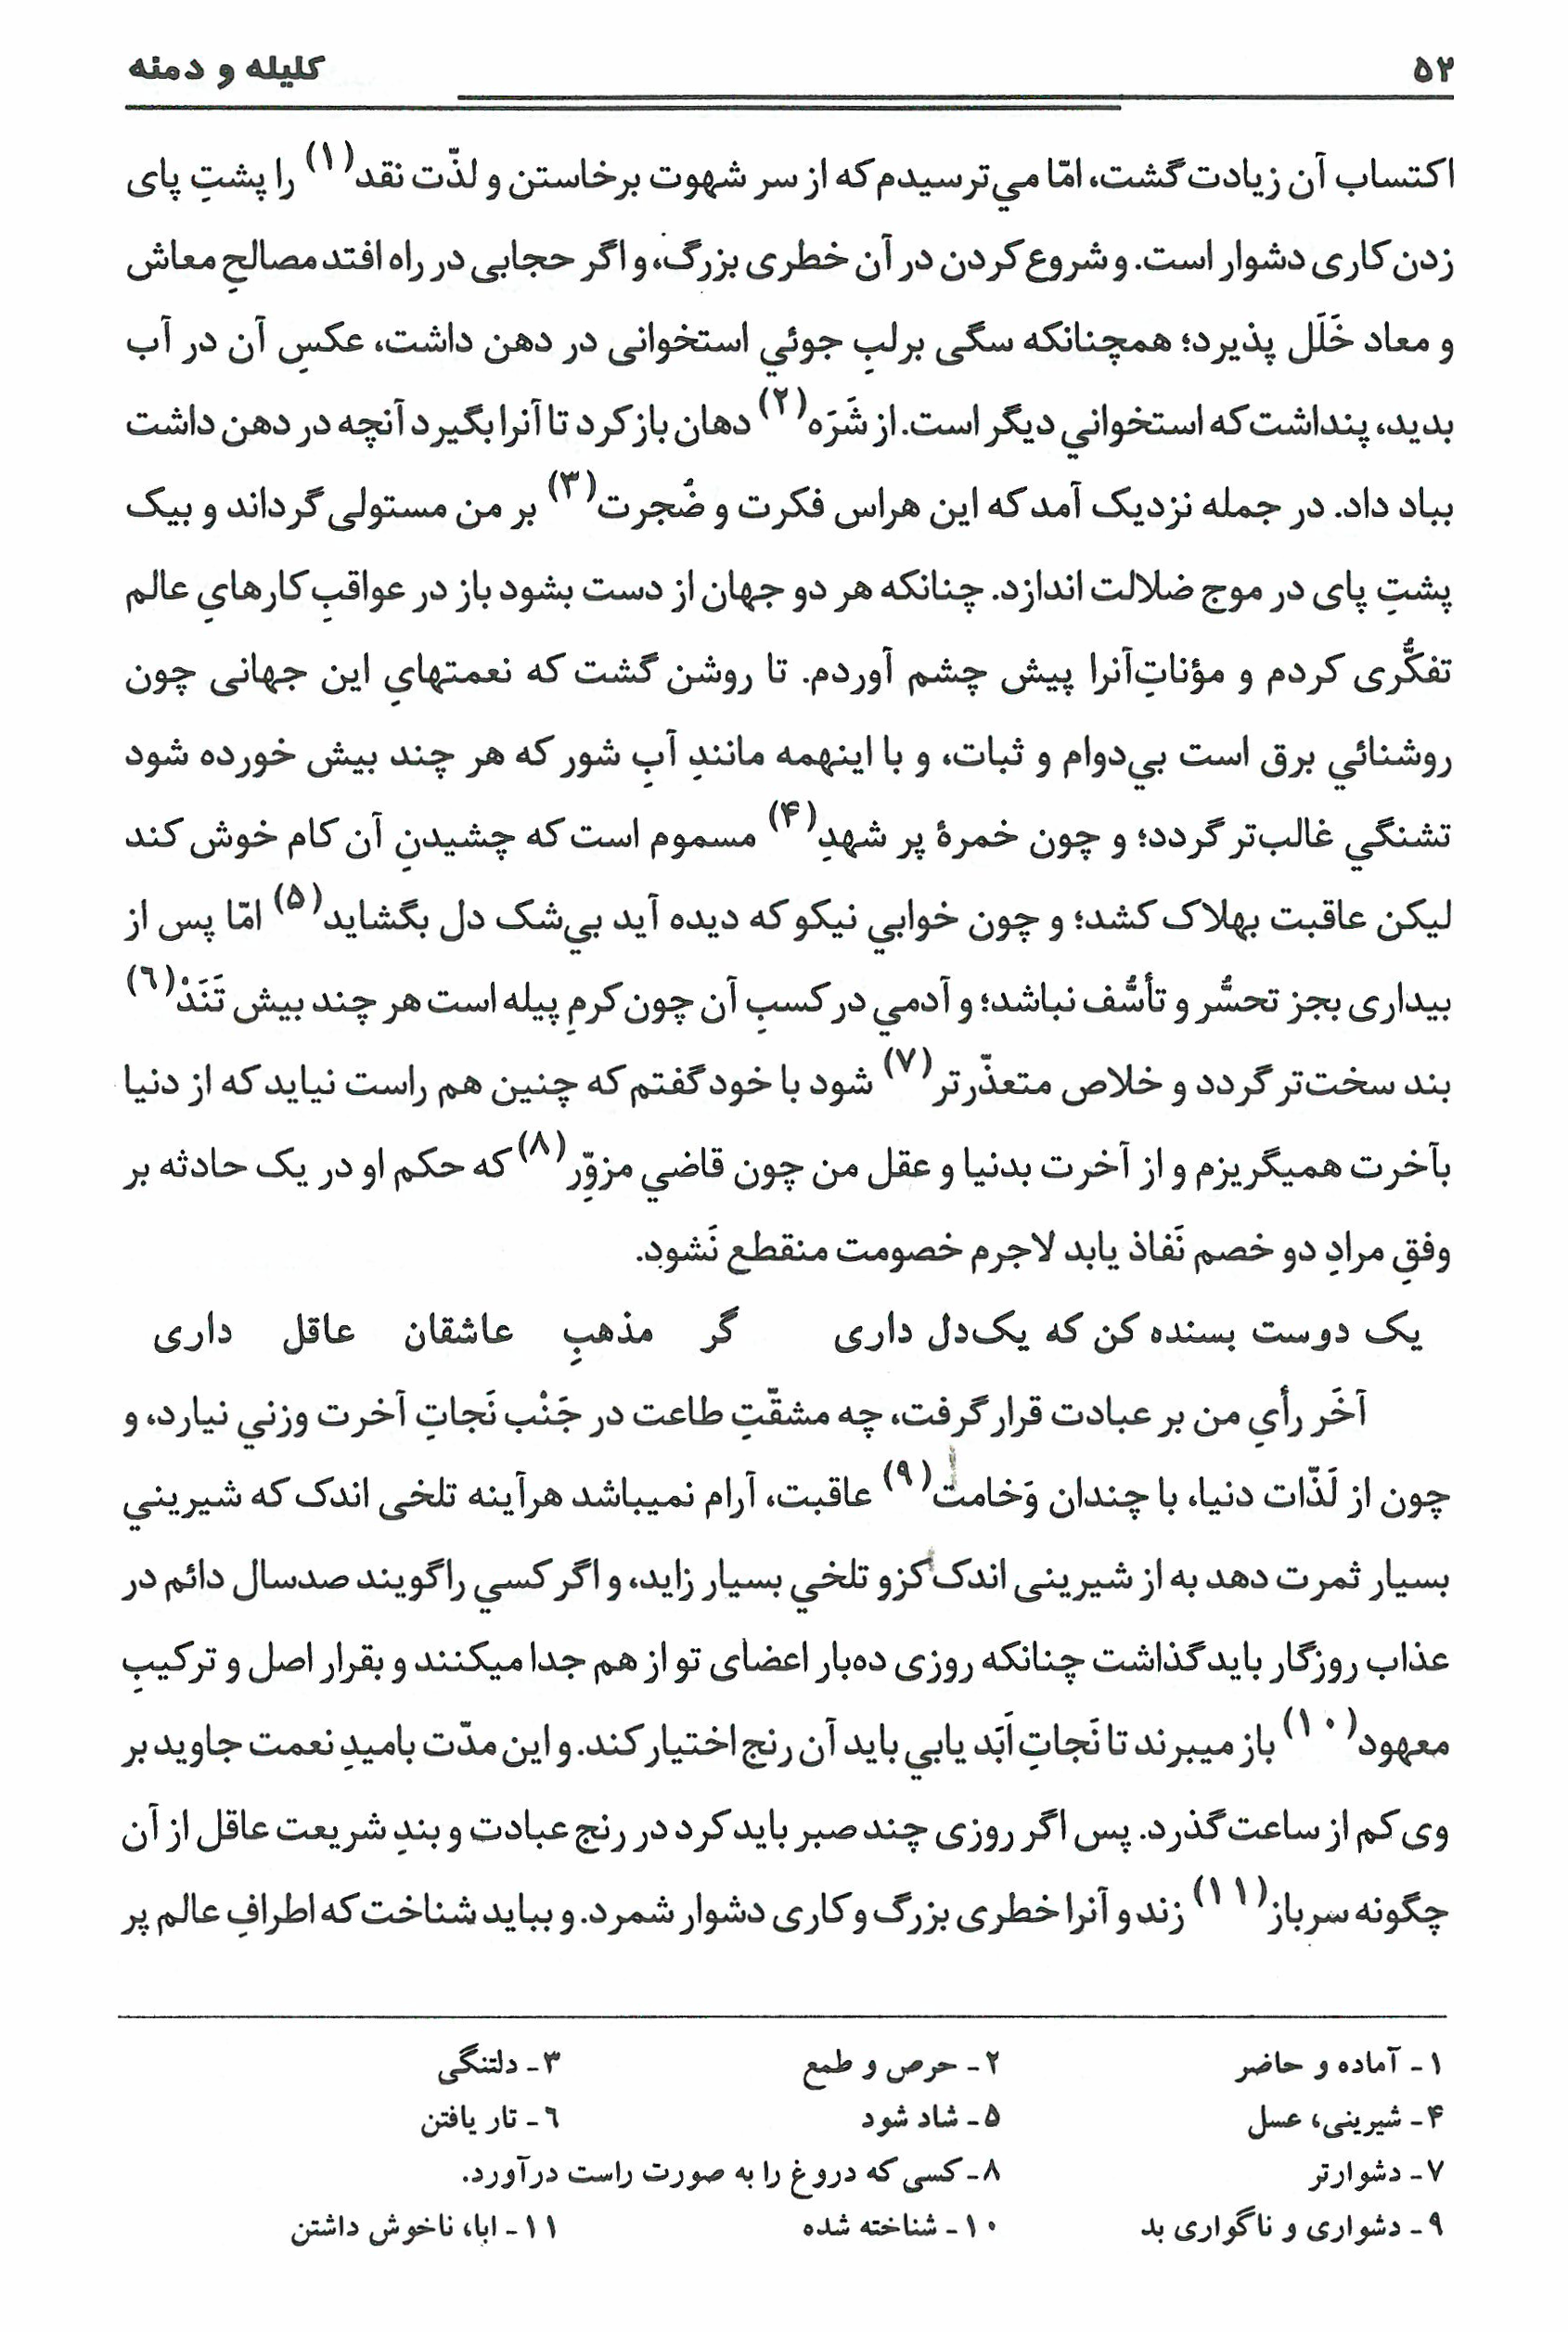 ۵۲
کلیله و دمنه
اکتساب آن زیادت گشت، امّا مي‌ترسیدم که از سر شهوت برخاستن و لذّت نقد(۱) را پشتِ پای
زدن کاری دشوار است. و شروع کردن در آن خطری بزرگ، و اگر حجابی در راه افتد مصالحِ معاش
و معاد خَلَل پذیرد؛ همچنانکه سگی برلبِ جوئي استخوانی در دهن داشت، عکسِ آن در آب
بدید، پنداشت که استخواني دیگر است. از شَرَه(۲) دهان باز کرد تا آنرا بگیرد آنچه در دهن داشت
بباد داد. در جمله نزدیک آمد که این هراس فکرت و ضُجرت(۳) بر من مستولی گرداند و بیک
پشتِ پای در موج ضلالت اندازد. چنانکه هر دو جهان از دست بشود باز در عواقبِ کارهايِ عالم
تفکُّری کردم و مؤناتِ‌آنرا پیش چشم آوردم. تا روشن گشت که نعمتهايِ این جهانی چون
روشنائي برق است بي‌دوام و ثبات، و با اینهمه مانندِ آبِ شور که هر چند بیش خورده شود
تشنگي غالب‌تر گردد؛ و چون خمرهٔ پر شهدِ(۴) مسموم است که چشیدنِ آن کام خوش کند
لیکن عاقبت بهلاک کشد؛ و چون خوابي نیکو که دیده آید بي‌شک دل بگشاید(۵) امّا پس از
بیداری بجز تحسُّر و تأسُّف نباشد؛ و آدمي در کسبِ آن چون کرمِ پیله است هر چند بیش تَنَدْ(٦)
بند سخت‌تر گردد و خلاص متعذّرتر(۷) شود با خود گفتم که چنین هم راست نیاید که از دنیا
بآخرت همیگریزم و از آخرت بدنیا و عقل من چون قاضي مزوِّر(۸) که حکم او در یک حادثه بر
وفقِ مرادِ دو خصم نَفاذ یابد لاجرم خصومت منقطع نَشود.
یک دوست بسنده کن که یک‌دل داری گر مذهبِ عاشقان عاقل داری
آخَر رأیِ من بر عبادت قرار گرفت، چه مشقّتِ طاعت در جَنْب نَجاتِ آخرت وزني نیارد، و
چون از لَذّات دنیا، با چندان وَخامت(۹) عاقبت، آرام نمیباشد هرآینه تلخی اندک که شیریني
بسیار ثمرت دهد به از شیرینی اندک کزو تلخي بسیار زاید، و اگر کسي را گویند صدسال دائم در
عذاب روزگار باید گذاشت چنانکه روزی ده‌بار اعضای تو از هم جدا میکنند و بقرار اصل و ترکیبِ
معهود(۱۰) باز میبرند تا نَجاتِ اَبَد یابي باید آن رنج اختیار کند. و این مدّت بامیدِ نعمت جاوید بر
وی کم از ساعت گذرد. پس اگر روزی چند صبر باید کرد در رنج عبادت و بندِ شریعت عاقل از آن
چگونه سرباز(۱۱) زند و آنرا خطری بزرگ و کاری دشوار شمرد. و بباید شناخت که اطرافِ عالم پر
۱ـ آماده و حاضر ۲ـ حرص و طمع ۳ـ دلتنگی
۴ـ شیرینی، عسل ۵ـ شاد شود ٦ـ تار یافتن
۷ـ دشوارتر ۸ـ کسی که دروغ را به صورت راست درآورد.
۹ـ دشواری و ناگواری بد ۱۰ـ شناخته شده ۱۱ـ ابا، ناخوش داشتن